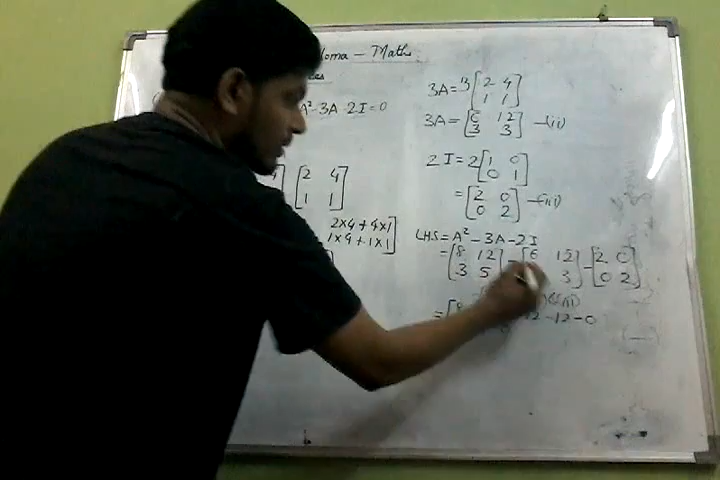 loma - Maths
ces
A² - 3A - 2I = 0
[2 4
1 1]
2×4 + 4×1
1×4 + 1×1]
3A = 3[2 4
1 1]
3A = [6 12
3 3] —(ii)
2I = 2[1 0
0 1]
= [2 0
0 2] —(iii)
LHS = A² - 3A - 2I
= [8 12
3 5] - [6 12
3] - [2 0
0 2]
= [8 12 - 12 - 0